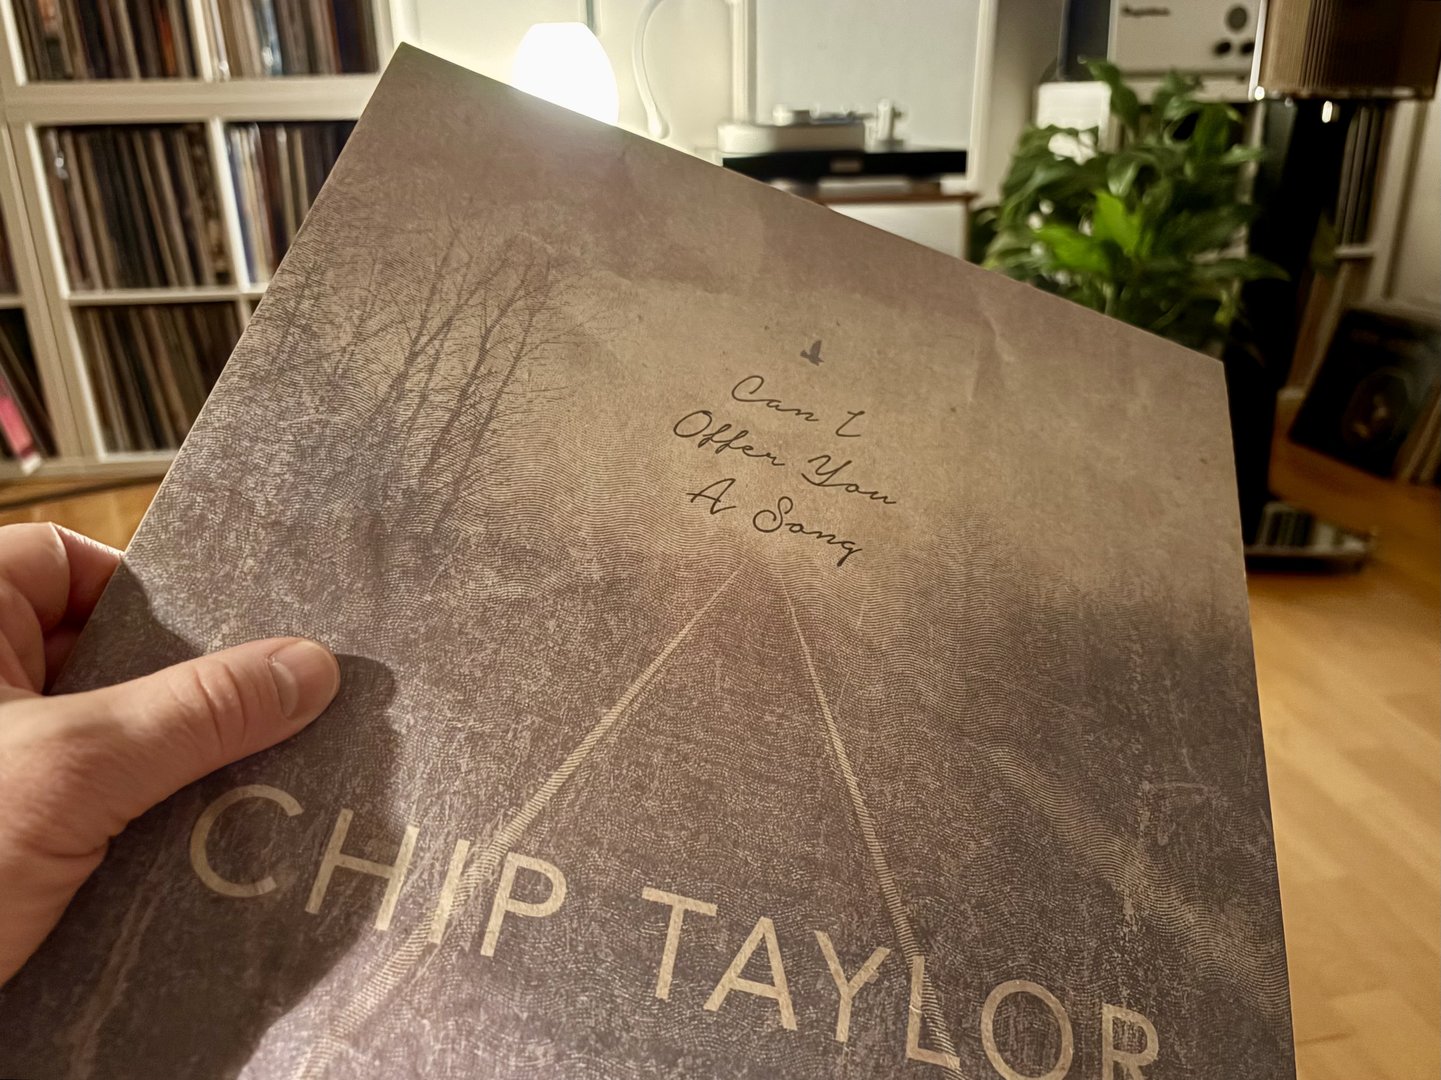 Can I
Offer You
A Song
CHIP TAYLOR